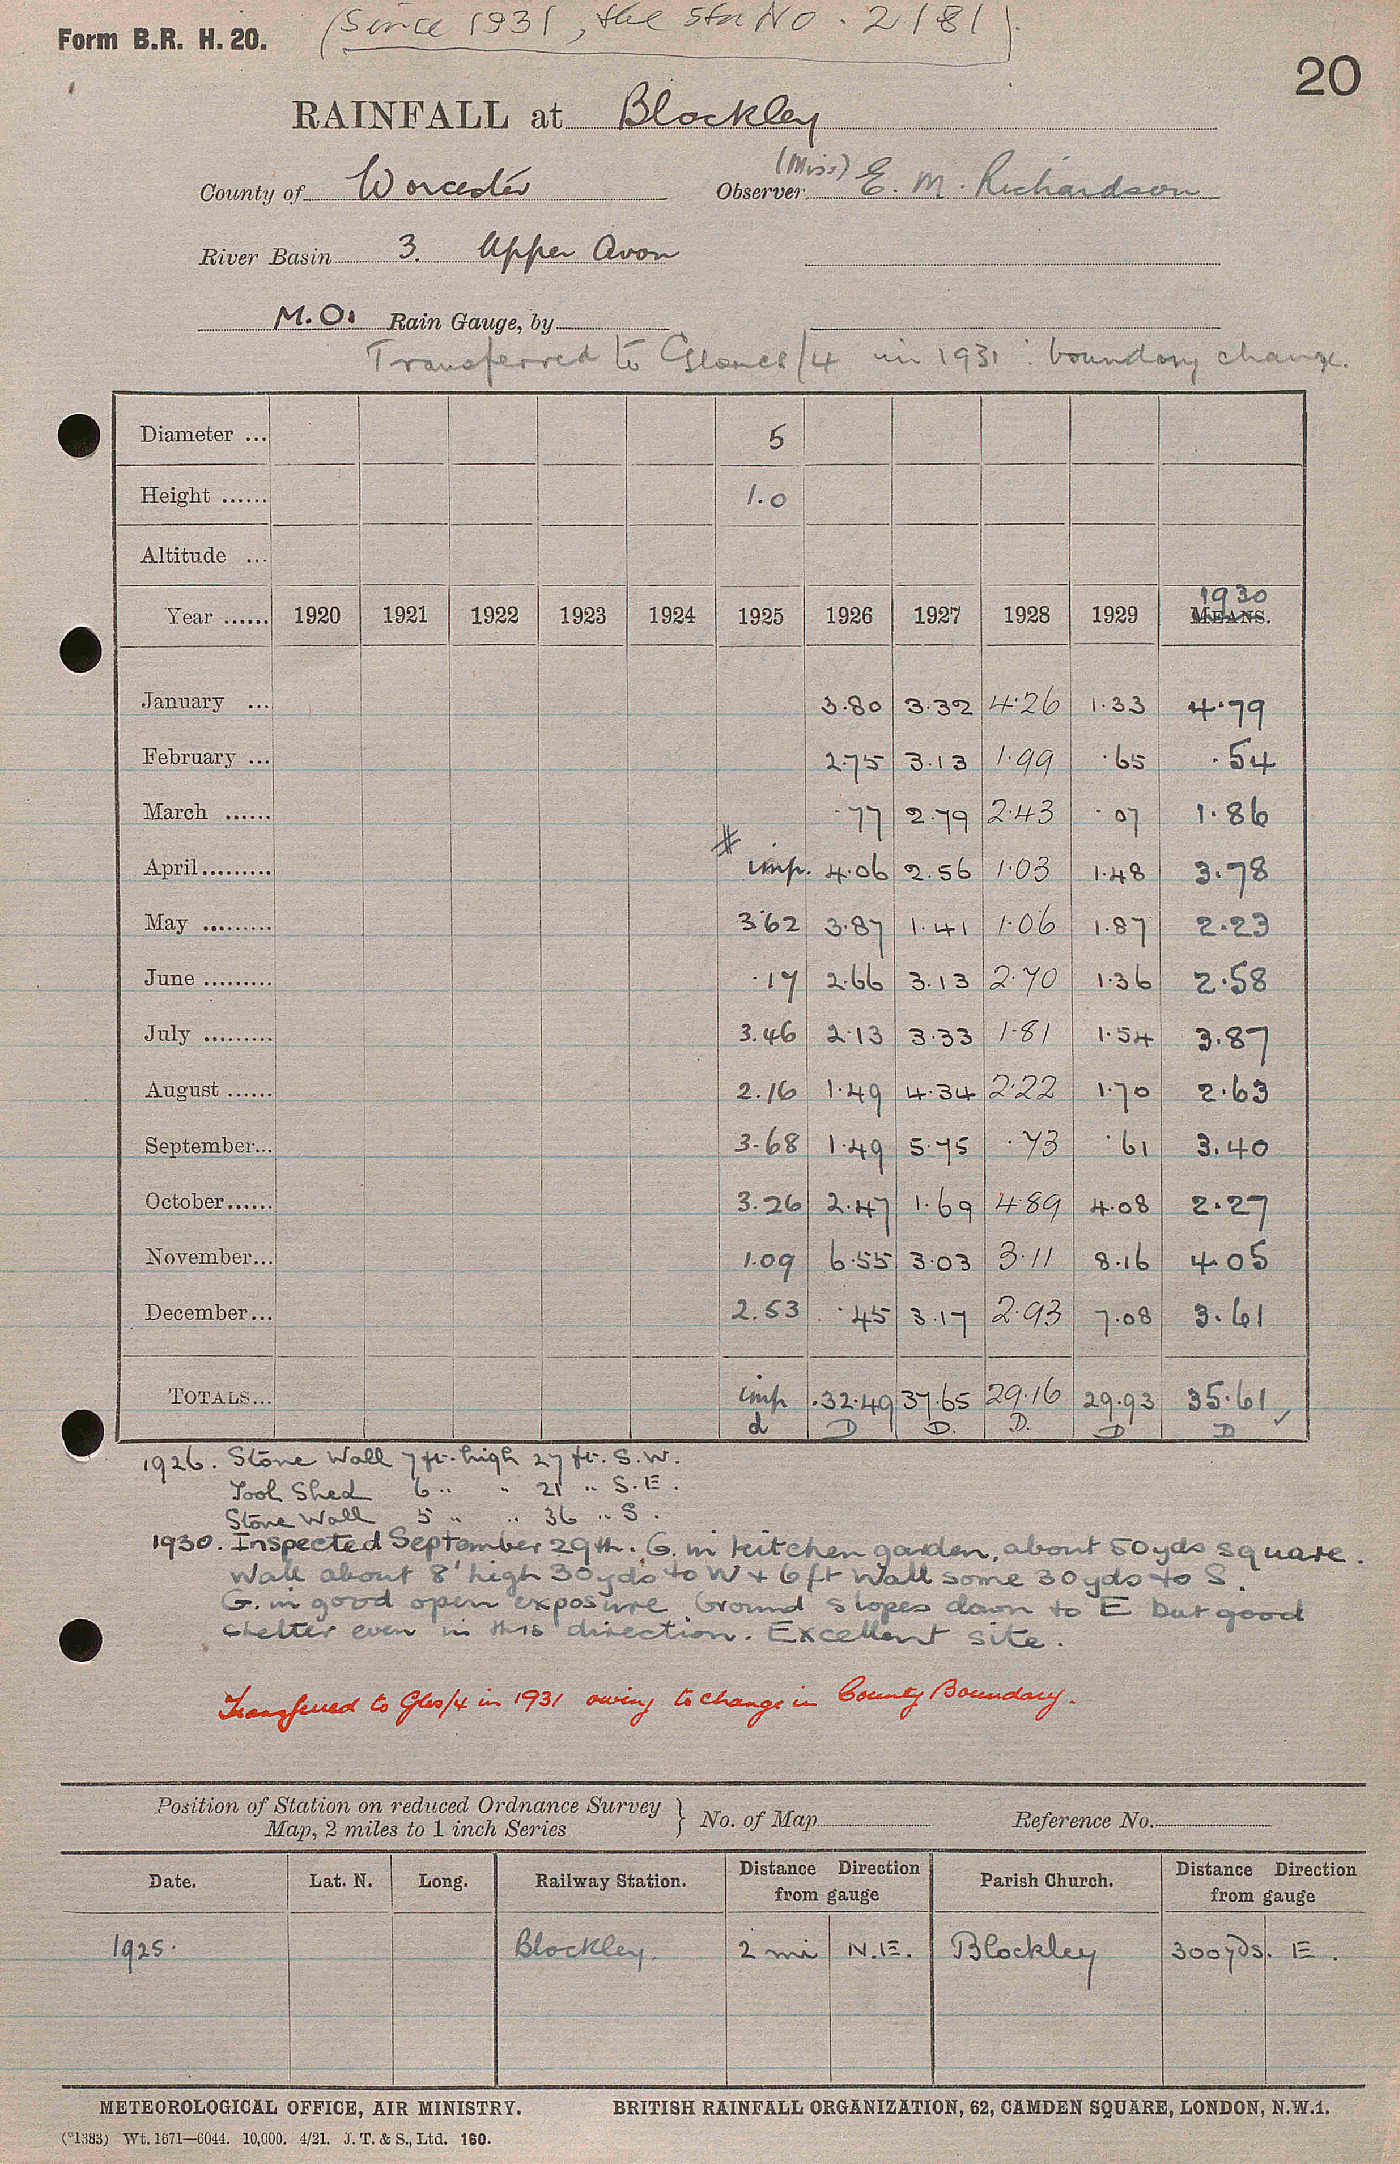 (Since 1931, the stn No. 2181).
Form B.R. H. 20.
20
RAINFALL at Blockley
(Miss)
County of Worcester Observer E. M. Richardson
River Basin 3. Upper Avon
M.O. Rain Gauge, by
Transferred to Glouces/4 in 1931 : boundary change.
Diameter ... 5
Height ...... 1.0
Altitude ...
1930
Year ...... 1920 1921 1922 1923 1924 1925 1926 1927 1928 1929 MEANS.
January ... 3.80 3.32 4.26 1.33 4.79
February ... 2.75 3.13 1.99 .65 .54
March ...... .77 2.79 2.43 .07 1.86
#
April......... imp. 4.06 2.56 1.03 1.48 3.78
May ......... 3.62 3.87 1.41 1.06 1.87 2.23
June ......... .17 2.66 3.13 2.70 1.36 2.58
July ......... 3.46 2.13 3.33 1.81 1.54 3.87
August ...... 2.16 1.49 4.34 2.22 1.70 2.63
September... 3.68 1.49 5.75 .73 .61 3.40
October...... 3.26 2.47 1.69 4.89 4.08 2.27
November... 1.09 6.55 3.03 3.11 8.16 4.05
December... 2.53 .45 3.17 2.93 7.08 3.61
TOTALS... imp 32.49 37.65 29.16 29.93 35.61 ✓
d D D. D. D D
1926. Stone Wall 7 ft. high 27 ft. S.W.
Tool Shed 6 " " 21 " S.E.
Stone Wall 5 " " 36 " S.
1930. Inspected September 29th. G. in kitchen garden, about 50yds square.
Wall about 8' high 30yds to W + 6ft Wall some 30yds to S.
G. in good open exposure. Ground slopes down to E but good
shelter even in this direction. Excellent site.
Transferred to Glos/4 in 1931 owing to change in County Boundary.
Position of Station on reduced Ordnance Survey
Map, 2 miles to 1 inch Series } No. of Map Reference No.
Date. Lat. N. Long. Railway Station. Distance Direction from gauge Parish Church. Distance Direction from gauge
1925. Blockley. 2 mi N.E. Blockley 300yds. E.
METEOROLOGICAL OFFICE, AIR MINISTRY. BRITISH RAINFALL ORGANIZATION, 62, CAMDEN SQUARE, LONDON, N.W.1.
(*1383) Wt. 1671—6044. 10,000. 4/21. J. T. & S., Ltd. 160.